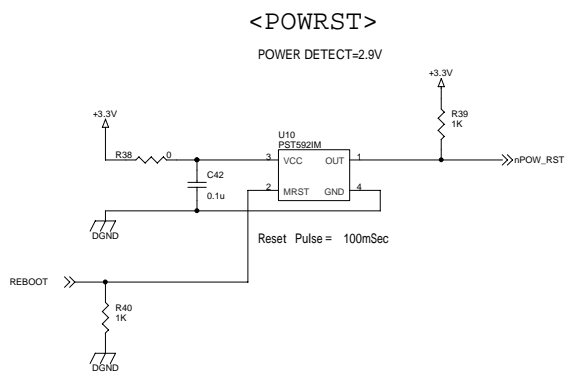 <POWRST>
POWER DETECT=2.9V
+3.3V
R39
1K
+3.3V
U10
PST592IM
R38 0
3 VCC OUT 1
nPOW_RST
C42
0.1u
2 MRST GND 4
DGND
Reset Pulse = 100mSec
REBOOT
R40
1K
DGND